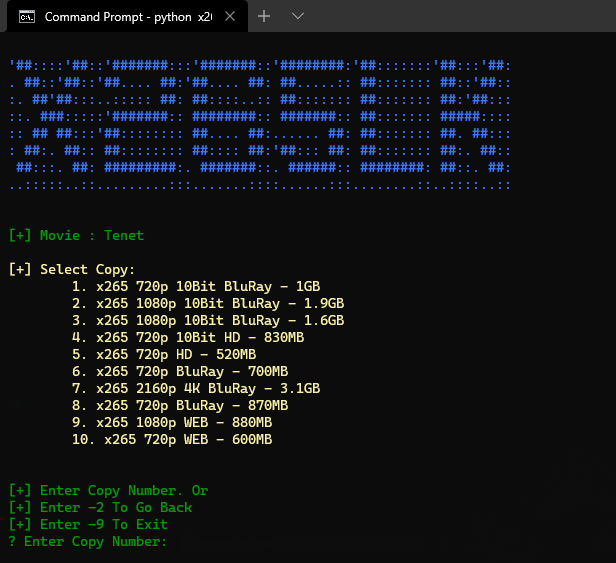 Command Prompt - python x2
X265LK
[+] Movie : Tenet
[+] Select Copy:
1. x265 720p 10Bit BluRay - 1GB
2. x265 1080p 10Bit BluRay - 1.9GB
3. x265 1080p 10Bit BluRay - 1.6GB
4. x265 720p 10Bit HD - 830MB
5. x265 720p HD - 520MB
6. x265 720p BluRay - 700MB
7. x265 2160p 4K BluRay - 3.1GB
8. x265 720p BluRay - 870MB
9. x265 1080p WEB - 880MB
10. x265 720p WEB - 600MB
[+] Enter Copy Number. Or
[+] Enter -2 To Go Back
[+] Enter -9 To Exit
? Enter Copy Number: